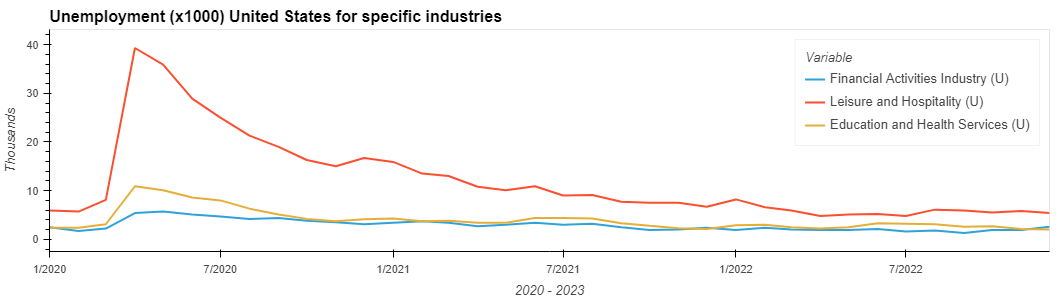 Unemployment (x1000) United States for specific industries
Thousands
40
30
20
10
0
Variable
Financial Activities Industry (U)
Leisure and Hospitality (U)
Education and Health Services (U)
1/2020 7/2020 1/2021 7/2021 1/2022 7/2022
2020 - 2023